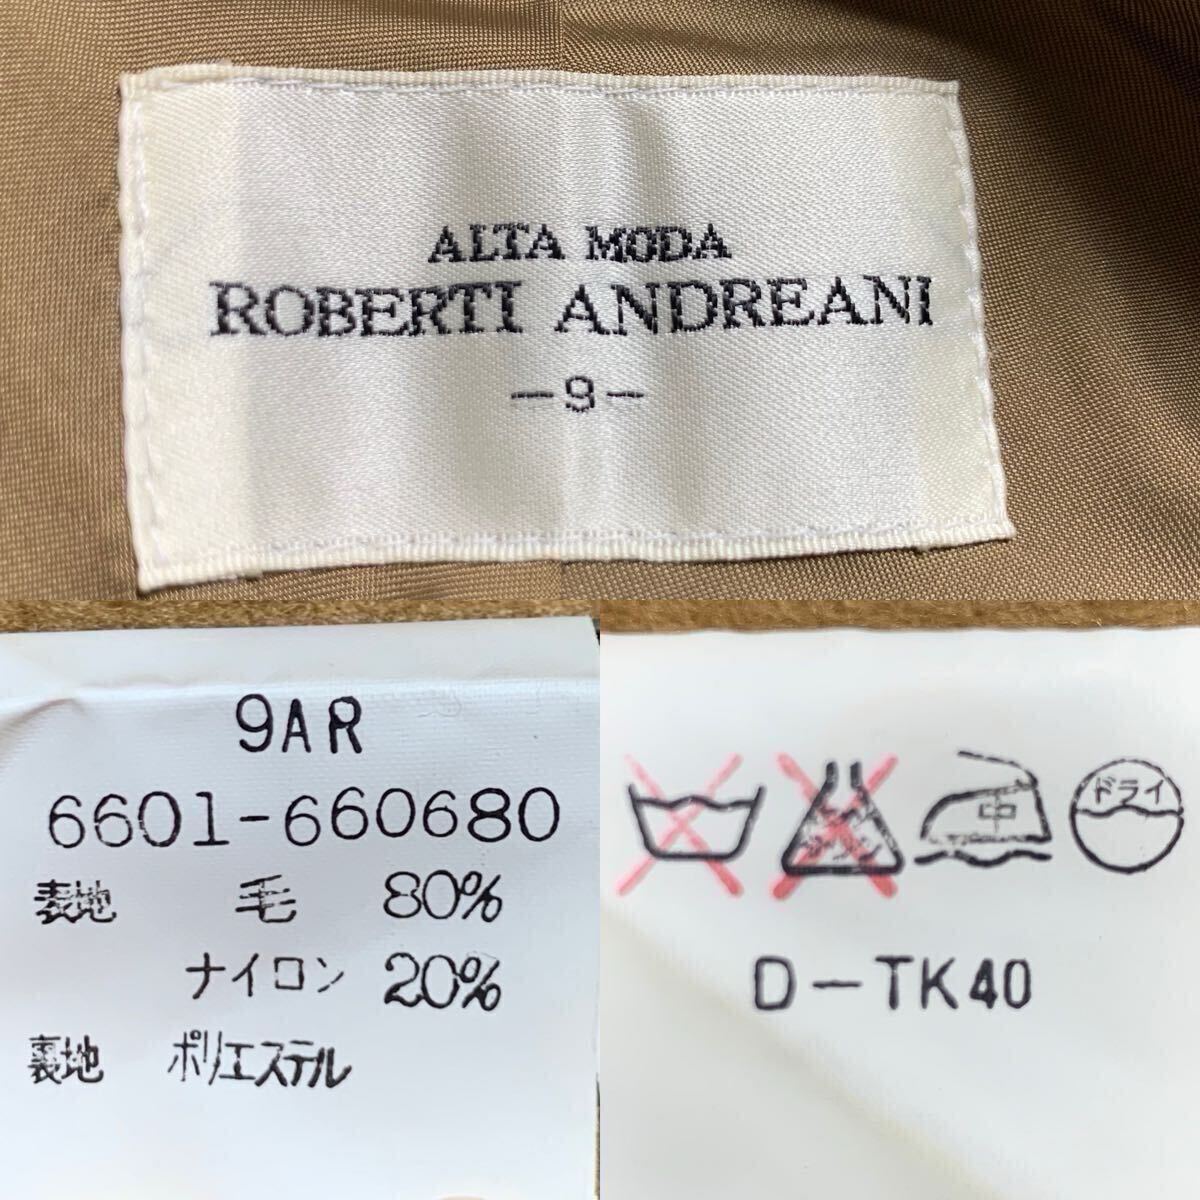 ALTA MODA
ROBERTI ANDREANI
-9-
9AR
6601-660680
表地 毛 80%
ナイロン 20%
裏地 ポリエステル
中 ドライ
D-TK40